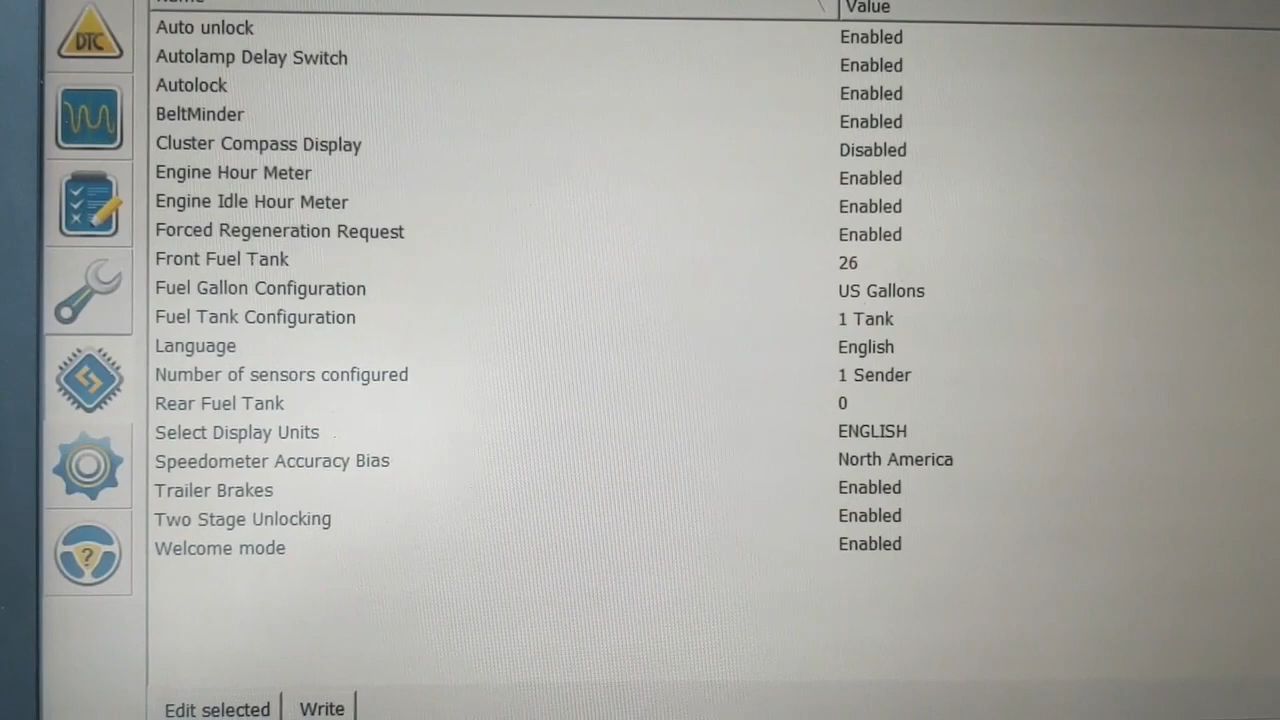 Name Value
Auto unlock Enabled
Autolamp Delay Switch Enabled
Autolock Enabled
BeltMinder Enabled
Cluster Compass Display Disabled
Engine Hour Meter Enabled
Engine Idle Hour Meter Enabled
Forced Regeneration Request Enabled
Front Fuel Tank 26
Fuel Gallon Configuration US Gallons
Fuel Tank Configuration 1 Tank
Language English
Number of sensors configured 1 Sender
Rear Fuel Tank 0
Select Display Units ENGLISH
Speedometer Accuracy Bias North America
Trailer Brakes Enabled
Two Stage Unlocking Enabled
Welcome mode Enabled
DTC
?
Edit selected Write